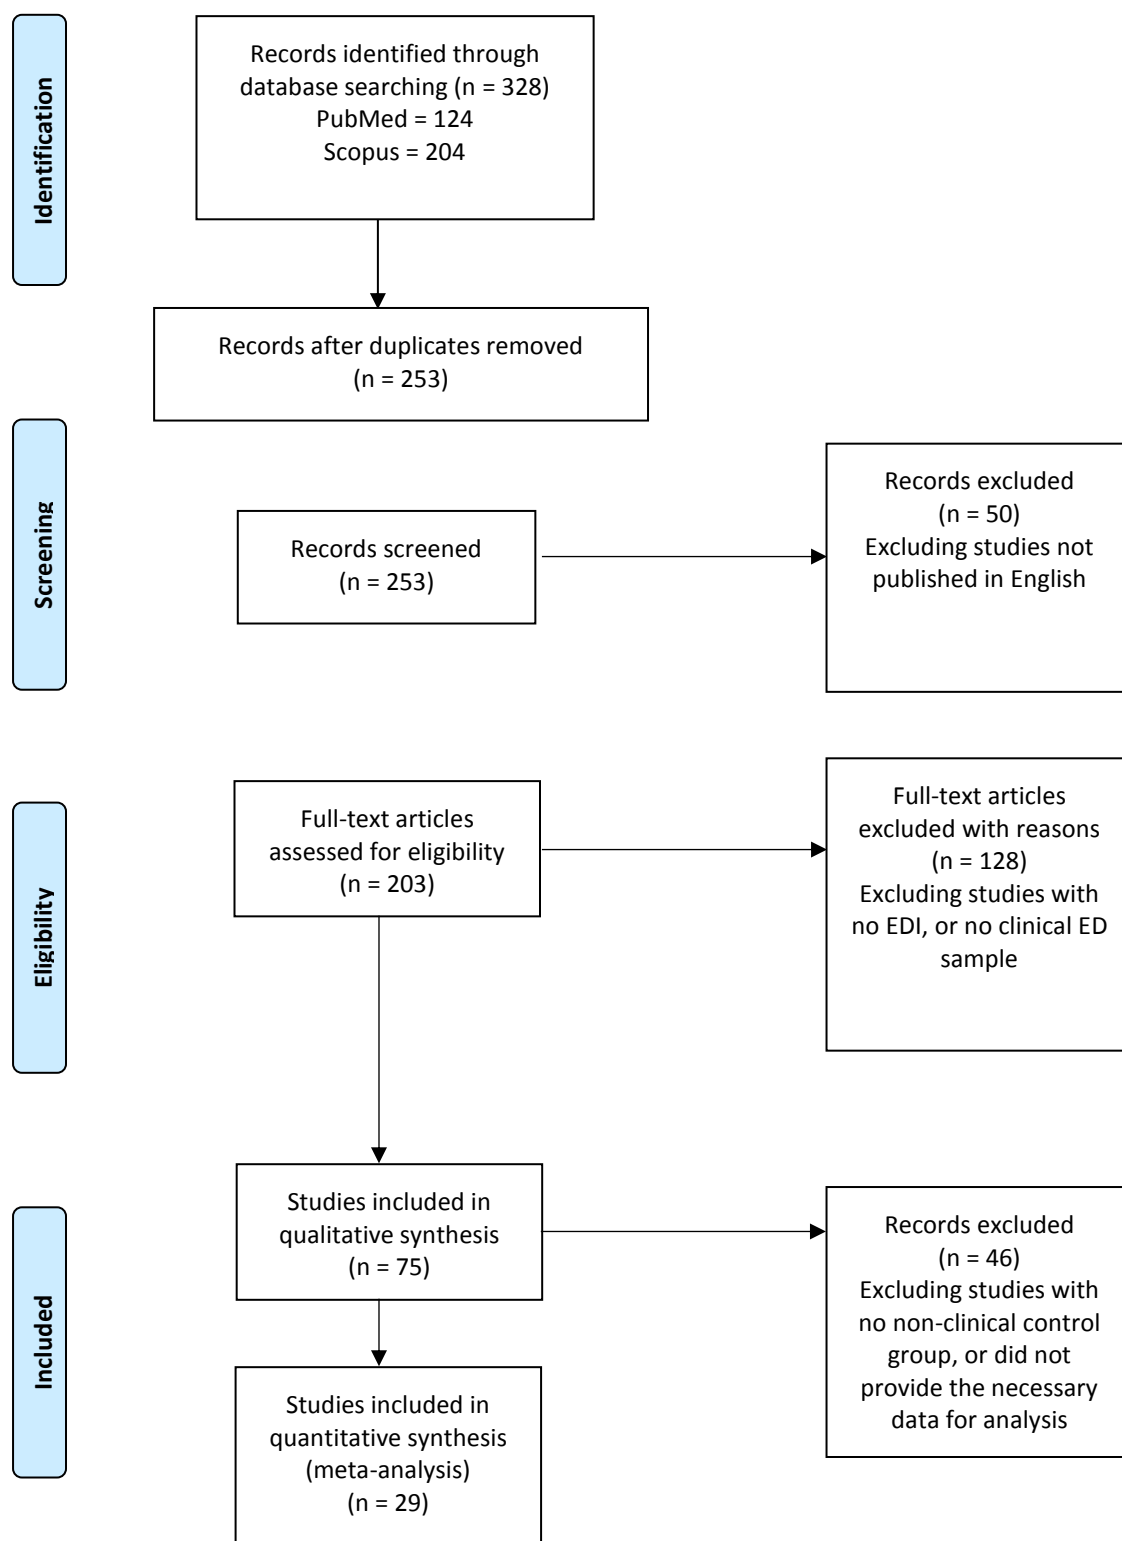 Identification
Records identified through
database searching (n = 328)
PubMed = 124
Scopus = 204
Records after duplicates removed
(n = 253)
Screening
Records screened
(n = 253)
Records excluded
(n = 50)
Excluding studies not
published in English
Eligibility
Full-text articles
assessed for eligibility
(n = 203)
Full-text articles
excluded with reasons
(n = 128)
Excluding studies with
no EDI, or no clinical ED
sample
Included
Studies included in
qualitative synthesis
(n = 75)
Records excluded
(n = 46)
Excluding studies with
no non-clinical control
group, or did not
provide the necessary
data for analysis
Studies included in
quantitative synthesis
(meta-analysis)
(n = 29)